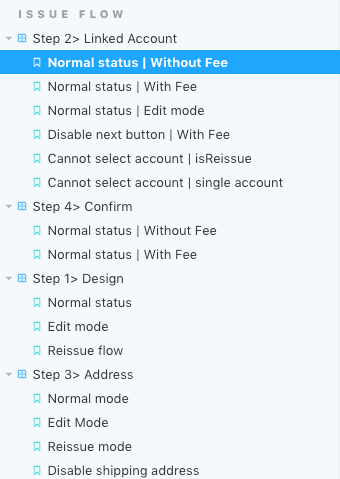 ISSUE FLOW
Step 2> Linked Account
Normal status | Without Fee
Normal status | With Fee
Normal status | Edit mode
Disable next button | With Fee
Cannot select account | isReissue
Cannot select account | single account
Step 4> Confirm
Normal status | Without Fee
Normal status | With Fee
Step 1> Design
Normal status
Edit mode
Reissue flow
Step 3> Address
Normal mode
Edit Mode
Reissue mode
Disable shipping address